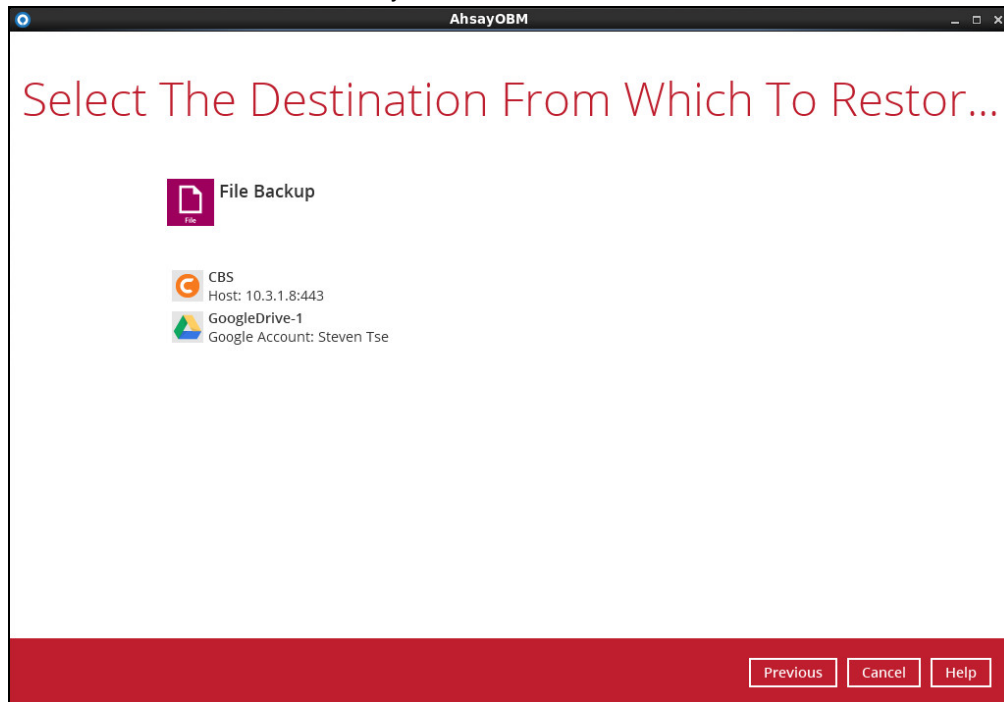 AhsayOBM
Select The Destination From Which To Restor...
File
File Backup
CBS
Host: 10.3.1.8:443
GoogleDrive-1
Google Account: Steven Tse
Previous Cancel Help